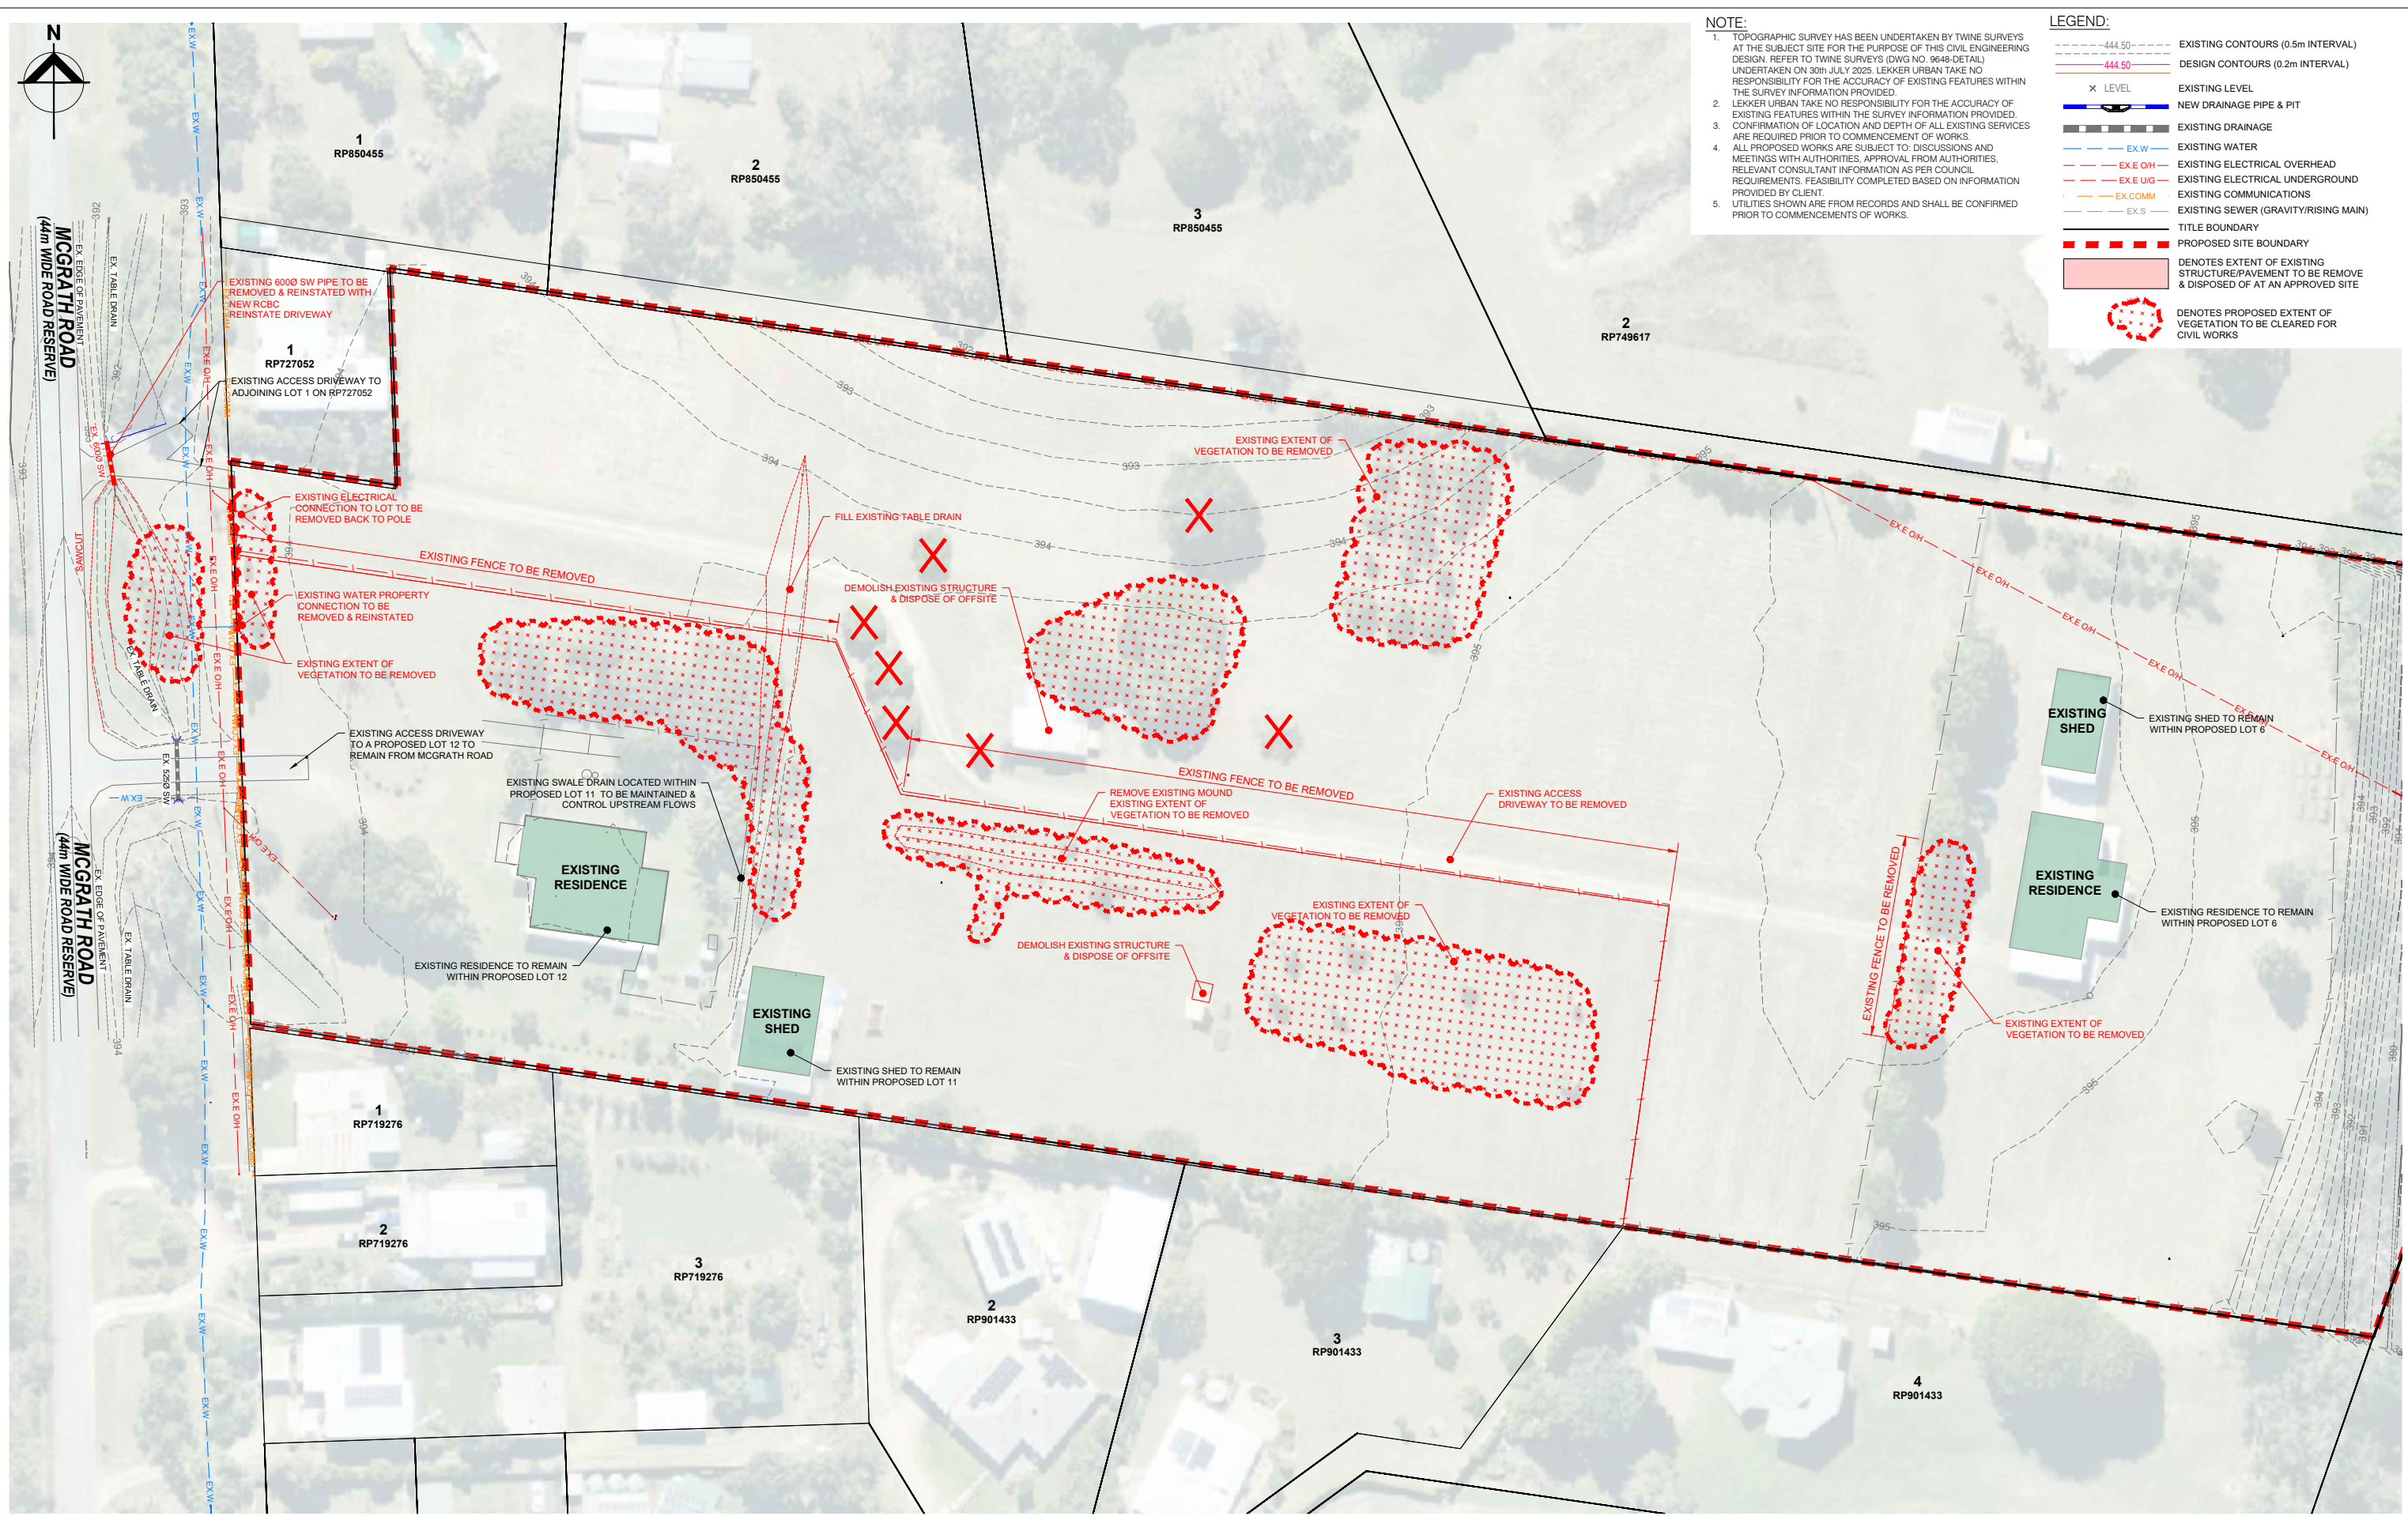 NOTE:
1. TOPOGRAPHIC SURVEY HAS BEEN UNDERTAKEN BY TWINE SURVEYS
AT THE SUBJECT SITE FOR THE PURPOSE OF THIS CIVIL ENGINEERING
DESIGN. REFER TO TWINE SURVEYS (DWG NO. 9648-DETAIL)
UNDERTAKEN ON 30th JULY 2025. LEKKER URBAN TAKE NO
RESPONSIBILITY FOR THE ACCURACY OF EXISTING FEATURES WITHIN
THE SURVEY INFORMATION PROVIDED.
2. LEKKER URBAN TAKE NO RESPONSIBILITY FOR THE ACCURACY OF
EXISTING FEATURES WITHIN THE SURVEY INFORMATION PROVIDED.
3. CONFIRMATION OF LOCATION AND DEPTH OF ALL EXISTING SERVICES
ARE REQUIRED PRIOR TO COMMENCEMENT OF WORKS.
4. ALL PROPOSED WORKS ARE SUBJECT TO: DISCUSSIONS AND
MEETINGS WITH AUTHORITIES, APPROVAL FROM AUTHORITIES,
RELEVANT CONSULTANT INFORMATION AS PER COUNCIL
REQUIREMENTS. FEASIBILITY COMPLETED BASED ON INFORMATION
PROVIDED BY CLIENT.
5. UTILITIES SHOWN ARE FROM RECORDS AND SHALL BE CONFIRMED
PRIOR TO COMMENCEMENTS OF WORKS.
LEGEND:
444.50 EXISTING CONTOURS (0.5m INTERVAL)
444.50 DESIGN CONTOURS (0.2m INTERVAL)
× LEVEL EXISTING LEVEL
NEW DRAINAGE PIPE & PIT
EXISTING DRAINAGE
EX.W EXISTING WATER
EX.E O/H EXISTING ELECTRICAL OVERHEAD
EX.E U/G EXISTING ELECTRICAL UNDERGROUND
EX.COMM EXISTING COMMUNICATIONS
EX.S EXISTING SEWER (GRAVITY/RISING MAIN)
TITLE BOUNDARY
PROPOSED SITE BOUNDARY
DENOTES EXTENT OF EXISTING
STRUCTURE/PAVEMENT TO BE REMOVE
& DISPOSED OF AT AN APPROVED SITE
DENOTES PROPOSED EXTENT OF
VEGETATION TO BE CLEARED FOR
CIVIL WORKS
N
1
RP850455
2
RP850455
3
RP850455
2
RP749617
MCGRATH ROAD
(44m WIDE ROAD RESERVE)
EX. EDGE OF PAVEMENT
EX. TABLE DRAIN
EXISTING 600Ø SW PIPE TO BE
REMOVED & REINSTATED WITH
NEW RCBC
REINSTATE DRIVEWAY
1
RP727052
EXISTING ACCESS DRIVEWAY TO
ADJOINING LOT 1 ON RP727052
EX. 600Ø SW
SAWCUT
EXISTING ELECTRICAL
CONNECTION TO LOT TO BE
REMOVED BACK TO POLE
EXISTING FENCE TO BE REMOVED
FILL EXISTING TABLE DRAIN
EXISTING EXTENT OF
VEGETATION TO BE REMOVED
DEMOLISH EXISTING STRUCTURE
& DISPOSE OF OFFSITE
EXISTING WATER PROPERTY
CONNECTION TO BE
REMOVED & REINSTATED
EXISTING EXTENT OF
VEGETATION TO BE REMOVED
EX. TABLE DRAIN
EX. 525Ø SW
EXISTING ACCESS DRIVEWAY
TO A PROPOSED LOT 12 TO
REMAIN FROM MCGRATH ROAD
EXISTING SWALE DRAIN LOCATED WITHIN
PROPOSED LOT 11 TO BE MAINTAINED &
CONTROL UPSTREAM FLOWS
EXISTING FENCE TO BE REMOVED
REMOVE EXISTING MOUND
EXISTING EXTENT OF
VEGETATION TO BE REMOVED
EXISTING ACCESS
DRIVEWAY TO BE REMOVED
EXISTING
SHED
EXISTING SHED TO REMAIN
WITHIN PROPOSED LOT 6
EXISTING
RESIDENCE
EXISTING RESIDENCE TO REMAIN
WITHIN PROPOSED LOT 6
EXISTING FENCE TO BE REMOVED
EXISTING EXTENT OF
VEGETATION TO BE REMOVED
MCGRATH ROAD
(44m WIDE ROAD RESERVE)
EX. EDGE OF PAVEMENT
EX. TABLE DRAIN
EXISTING
RESIDENCE
EXISTING RESIDENCE TO REMAIN
WITHIN PROPOSED LOT 12
EXISTING
SHED
EXISTING SHED TO REMAIN
WITHIN PROPOSED LOT 11
EXISTING EXTENT OF
VEGETATION TO BE REMOVED
DEMOLISH EXISTING STRUCTURE
& DISPOSE OF OFFSITE
1
RP719276
2
RP719276
3
RP719276
2
RP901433
3
RP901433
4
RP901433